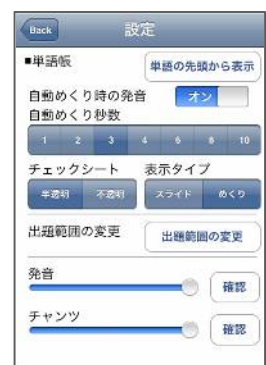 Back 設定
■単語帳 単語の先頭から表示
自動めくり時の発音 オン
自動めくり秒数
1 2 3 4 6 8 10
チェックシート 表示タイプ
半透明 不透明 スライド めくり
出題範囲の変更 出題範囲の変更
発音 確認
チャンツ 確認